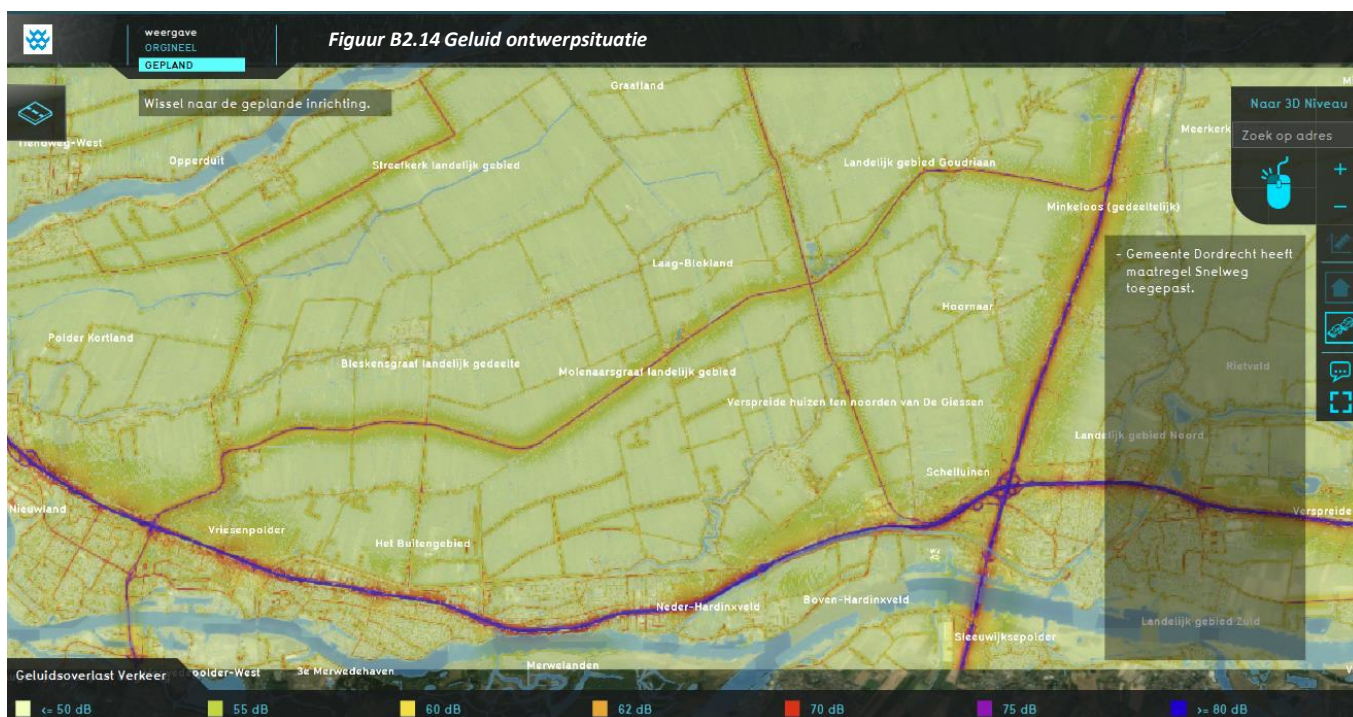 weergave
ORGINEEL
GEPLAND
Figuur B2.14 Geluid ontwerpsituatie
Wissel naar de geplande inrichting.
Graafland
Naar 3D Niveau
Zoek op adres
Meerkerk
Tiendweg-West
Opperduit
Streefkerk landelijk gebied
Landelijk gebied Goudriaan
Minkeloos (gedeeltelijk)
- Gemeente Dordrecht heeft
maatregel Snelweg
toegepast.
Laag-Blokland
Hoornaar
Polder Kortland
Bleskensgraaf landelijk gedeelte
Molenaarsgraaf landelijk gebied
Rietveld
Verspreide huizen ten noorden van De Giessen
Landelijk gebied Noord
Schelluinen
Nieuwland
Verspreide
Vriesenpolder
Het Buitengebied
Neder-Hardinxveld
Boven-Hardinxveld
Landelijk gebied Zuid
Sleeuwijksepolder
Merwelanden
Geluidsoverlast Verkeer
polder-West
3e Merwedehaven
<= 50 dB
55 dB
60 dB
62 dB
70 dB
75 dB
>= 80 dB